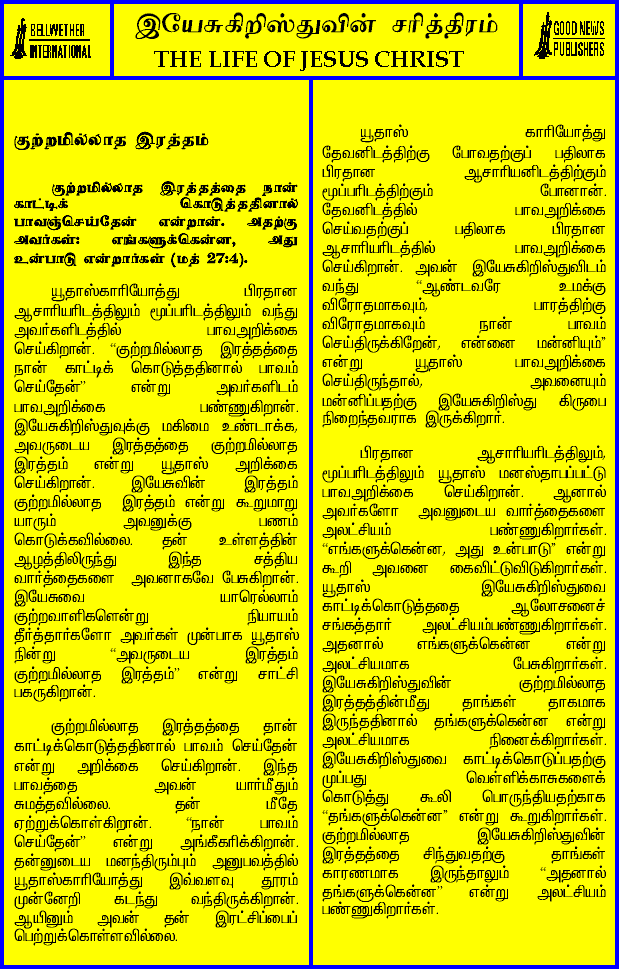 BELLWETHER
INTERNATIONAL
இயேசுகிறிஸ்துவின் சரித்திரம்
THE LIFE OF JESUS CHRIST
GOOD NEWS
PUBLISHERS
குற்றமில்லாத இரத்தம்
குற்றமில்லாத இரத்தத்தை நான்
காட்டிக் கொடுத்ததினால்
பாவஞ்செய்தேன் என்றான். அதற்கு
அவர்கள்: எங்களுக்கென்ன, அது
உன்பாடு என்றார்கள் (மத் 27:4).
யூதாஸ்காரியோத்து பிரதான
ஆசாரியரிடத்திலும் மூப்பரிடத்திலும் வந்து
அவர்களிடத்தில் பாவஅறிக்கை
செய்கிறான். “குற்றமில்லாத இரத்தத்தை
நான் காட்டிக் கொடுத்ததினால் பாவம்
செய்தேன்” என்று அவர்களிடம்
பாவஅறிக்கை பண்ணுகிறான்.
இயேசுகிறிஸ்துவுக்கு மகிமை உண்டாக்க,
அவருடைய இரத்தத்தை குற்றமில்லாத
இரத்தம் என்று யூதாஸ் அறிக்கை
செய்கிறான். இயேசுவின் இரத்தம்
குற்றமில்லாத இரத்தம் என்று கூறுமாறு
யாரும் அவனுக்கு பணம்
கொடுக்கவில்லை. தன் உள்ளத்தின்
ஆழத்திலிருந்து இந்த சத்திய
வார்த்தைகளை அவனாகவே பேசுகிறான்.
இயேசுவை யாரெல்லாம்
குற்றவாளிகளென்று நியாயம்
தீர்த்தார்களோ அவர்கள் முன்பாக யூதாஸ்
நின்று “அவருடைய இரத்தம்
குற்றமில்லாத இரத்தம்” என்று சாட்சி
பகருகிறான்.
குற்றமில்லாத இரத்தத்தை தான்
காட்டிக்கொடுத்ததினால் பாவம் செய்தேன்
என்று அறிக்கை செய்கிறான். இந்த
பாவத்தை அவன் யார்மீதும்
சுமத்தவில்லை. தன் மீதே
ஏற்றுக்கொள்கிறான். “நான் பாவம்
செய்தேன்” என்று அங்கீகரிக்கிறான்.
தன்னுடைய மனந்திரும்பும் அனுபவத்தில்
யூதாஸ்காரியோத்து இவ்வளவு தூரம்
முன்னேறி கடந்து வந்திருக்கிறான்.
ஆயினும் அவன் தன் இரட்சிப்பைப்
பெற்றுக்கொள்ளவில்லை.
யூதாஸ் காரியோத்து
தேவனிடத்திற்கு போவதற்குப் பதிலாக
பிரதான ஆசாரியனிடத்திற்கும்
மூப்பரிடத்திற்கும் போனான்.
தேவனிடத்தில் பாவஅறிக்கை
செய்வதற்குப் பதிலாக பிரதான
ஆசாரியரிடத்தில் பாவஅறிக்கை
செய்கிறான். அவன் இயேசுகிறிஸ்துவிடம்
வந்து “ஆண்டவரே உமக்கு
விரோதமாகவும், பாரத்திற்கு
விரோதமாகவும் நான் பாவம்
செய்திருக்கிறேன், என்னை மன்னியும்”
என்று யூதாஸ் பாவஅறிக்கை
செய்திருந்தால், அவனையும்
மன்னிப்பதற்கு இயேசுகிறிஸ்து கிருபை
நிறைந்தவராக இருக்கிறார்.
பிரதான ஆசாரியரிடத்திலும்,
மூப்பரிடத்திலும் யூதாஸ் மனஸ்தாபப்பட்டு
பாவஅறிக்கை செய்கிறான். ஆனால்
அவர்களோ அவனுடைய வார்த்தைகளை
அலட்சியம் பண்ணுகிறார்கள்.
“எங்களுக்கென்ன, அது உன்பாடு” என்று
கூறி அவனை கைவிட்டுவிடுகிறார்கள்.
யூதாஸ் இயேசுகிறிஸ்துவை
காட்டிக்கொடுத்ததை ஆலோசனைச்
சங்கத்தார் அலட்சியம்பண்ணுகிறார்கள்.
அதனால் எங்களுக்கென்ன என்று
அலட்சியமாக பேசுகிறார்கள்.
இயேசுகிறிஸ்துவின் குற்றமில்லாத
இரத்தத்தின்மீது தாங்கள் தாகமாக
இருந்ததினால் தங்களுக்கென்ன என்று
அலட்சியமாக நினைக்கிறார்கள்.
இயேசுகிறிஸ்துவை காட்டிக்கொடுப்பதற்கு
முப்பது வெள்ளிக்காசுகளைக்
கொடுத்து கூலி பொருந்தியதற்காக
“தங்களுக்கென்ன” என்று கூறுகிறார்கள்.
குற்றமில்லாத இயேசுகிறிஸ்துவின்
இரத்தத்தை சிந்துவதற்கு தாங்கள்
காரணமாக இருந்தாலும் “அதனால்
தங்களுக்கென்ன” என்று அலட்சியம்
பண்ணுகிறார்கள்.